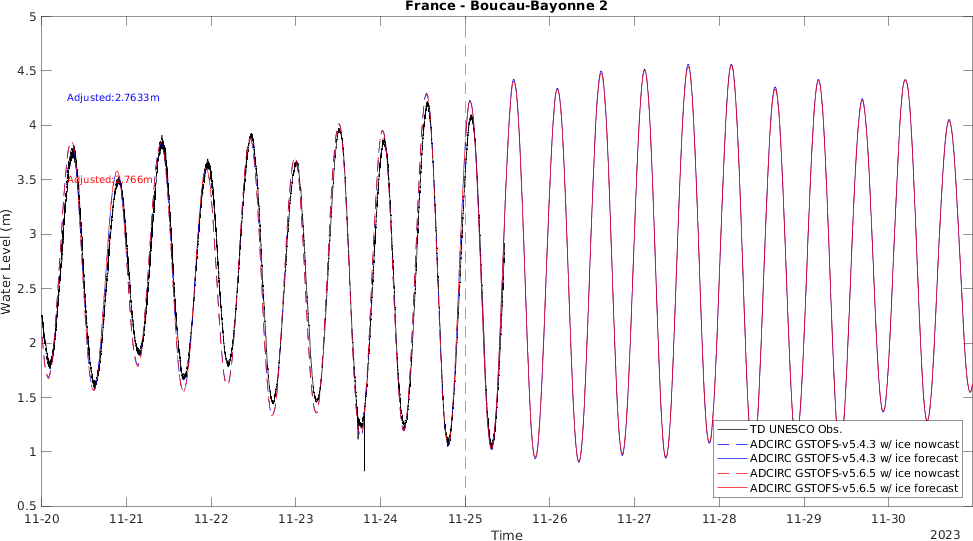 France - Boucau-Bayonne 2
Water Level (m)
5
4.5
4
3.5
3
2.5
2
1.5
1
0.5
Adjusted:2.7633m
Adjusted:2.766m
TD UNESCO Obs.
ADCIRC GSTOFS-v5.4.3 w/ ice nowcast
ADCIRC GSTOFS-v5.4.3 w/ ice forecast
ADCIRC GSTOFS-v5.6.5 w/ ice nowcast
ADCIRC GSTOFS-v5.6.5 w/ ice forecast
11-20 11-21 11-22 11-23 11-24 11-25 11-26 11-27 11-28 11-29 11-30
Time
2023